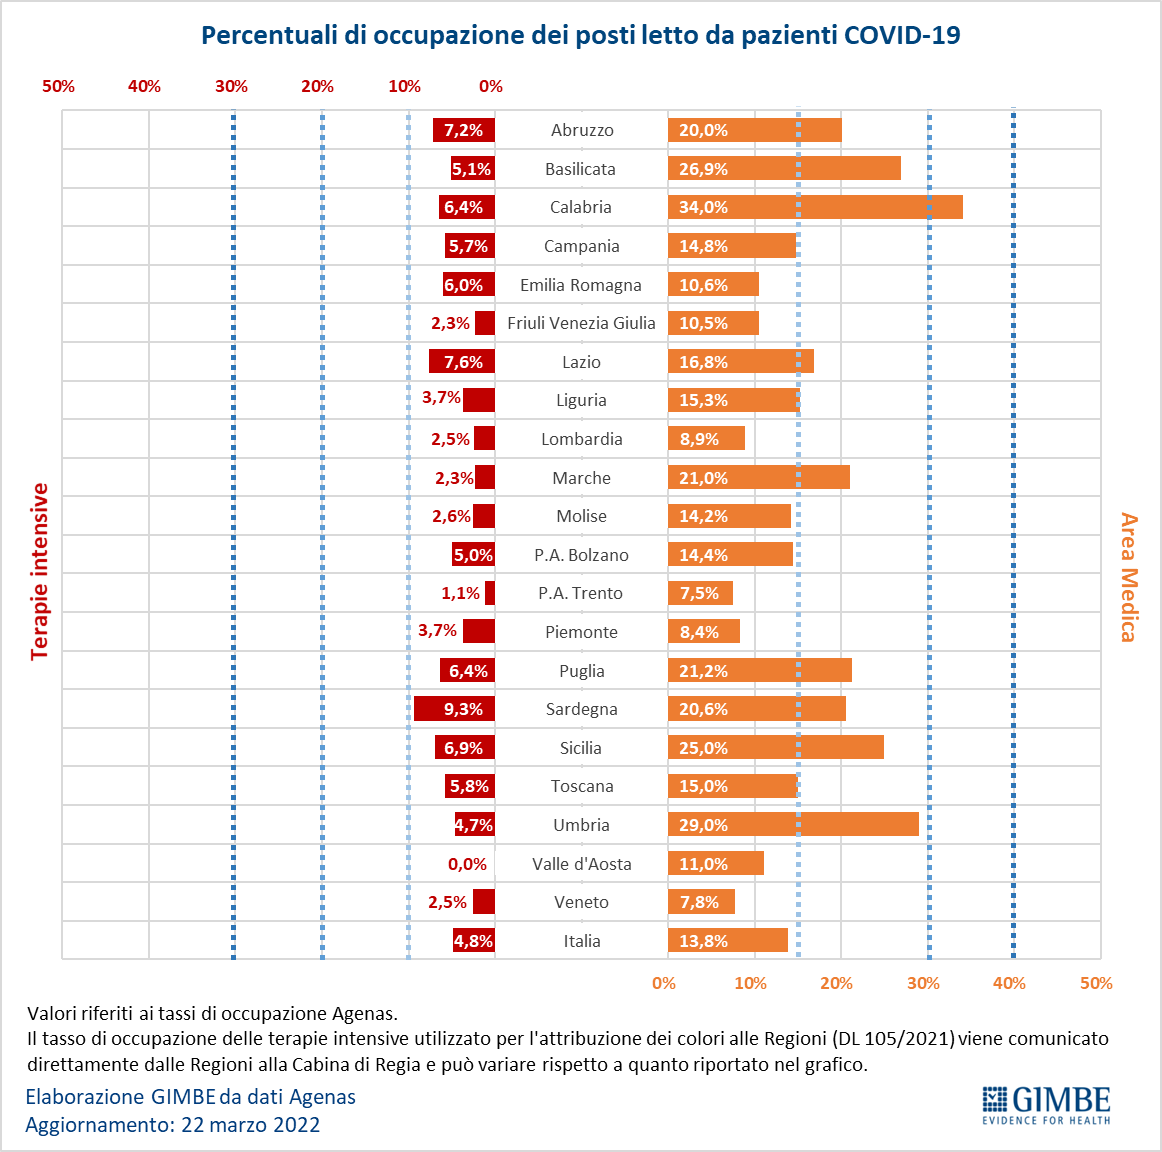 Percentuali di occupazione dei posti letto da pazienti COVID-19
50% 40% 30% 20% 10% 0%
7,2% Abruzzo 20,0%
5,1% Basilicata 26,9%
6,4% Calabria 34,0%
5,7% Campania 14,8%
6,0% Emilia Romagna 10,6%
2,3% Friuli Venezia Giulia 10,5%
7,6% Lazio 16,8%
3,7% Liguria 15,3%
2,5% Lombardia 8,9%
2,3% Marche 21,0%
2,6% Molise 14,2%
5,0% P.A. Bolzano 14,4%
1,1% P.A. Trento 7,5%
3,7% Piemonte 8,4%
6,4% Puglia 21,2%
9,3% Sardegna 20,6%
6,9% Sicilia 25,0%
5,8% Toscana 15,0%
4,7% Umbria 29,0%
0,0% Valle d'Aosta 11,0%
2,5% Veneto 7,8%
4,8% Italia 13,8%
Terapie intensive
Area Medica
0% 10% 20% 30% 40% 50%
Valori riferiti ai tassi di occupazione Agenas.
Il tasso di occupazione delle terapie intensive utilizzato per l'attribuzione dei colori alle Regioni (DL 105/2021) viene comunicato
direttamente dalle Regioni alla Cabina di Regia e può variare rispetto a quanto riportato nel grafico.
Elaborazione GIMBE da dati Agenas
Aggiornamento: 22 marzo 2022
GIMBE
EVIDENCE FOR HEALTH